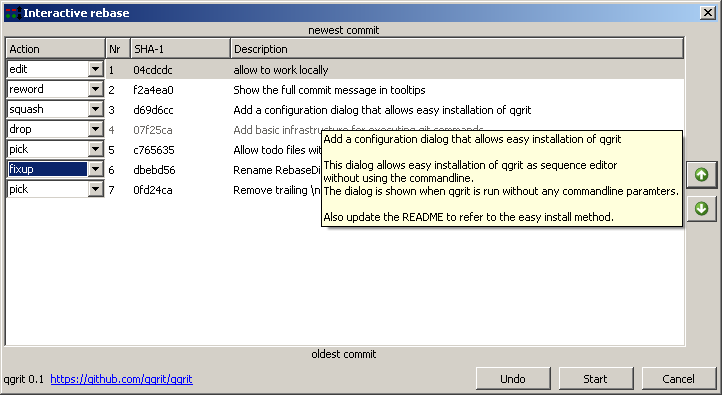 Interactive rebase
newest commit
Action Nr SHA-1 Description
edit 1 04cdcdc allow to work locally
reword 2 f2a4ea0 Show the full commit message in tooltips
squash 3 d69d6cc Add a configuration dialog that allows easy installation of qgrit
drop 4 07f25ca Add basic infrastructure for executing git commands
pick 5 c765635 Allow todo files wit
fixup 6 dbebd56 Rename RebaseDi
pick 7 0fd24ca Remove trailing \n
Add a configuration dialog that allows easy installation of qgrit
This dialog allows easy installation of qgrit as sequence editor
without using the commandline.
The dialog is shown when qgrit is run without any commandline paramters.
Also update the README to refer to the easy install method.
oldest commit
qgrit 0.1 https://github.com/qgrit/qgrit
Undo Start Cancel